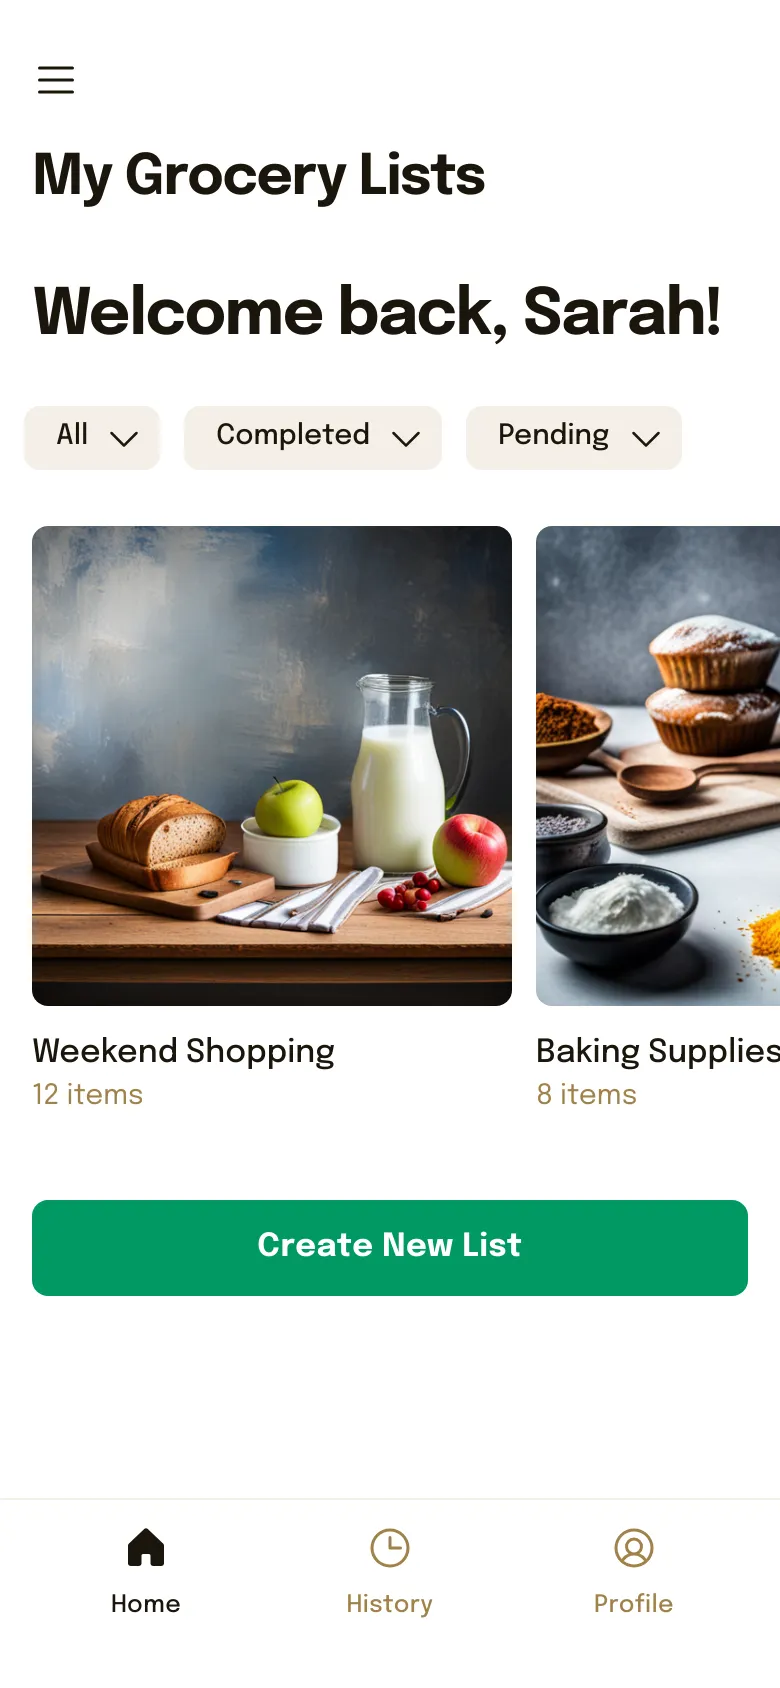 My Grocery Lists
Welcome back, Sarah!
All
Completed
Pending
Weekend Shopping
12 items
Baking Supplies
8 items
Create New List
Home
History
Profile